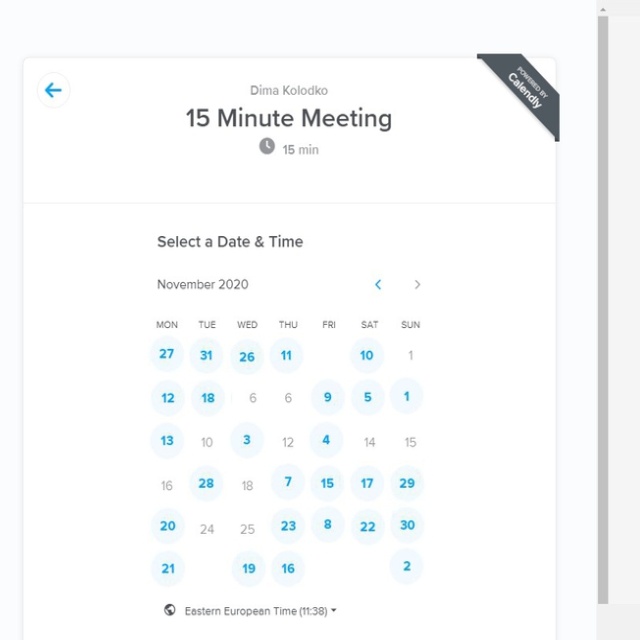 POWERED BY
Calendly
Dima Kolodko
15 Minute Meeting
15 min
Select a Date & Time
November 2020
MON TUE WED THU FRI SAT SUN
27 31 26 11 10 1
12 18 6 6 9 5 1
13 10 3 12 4 14 15
16 28 18 7 15 17 29
20 24 25 23 8 22 30
21 19 16 2
Eastern European Time (11:38)